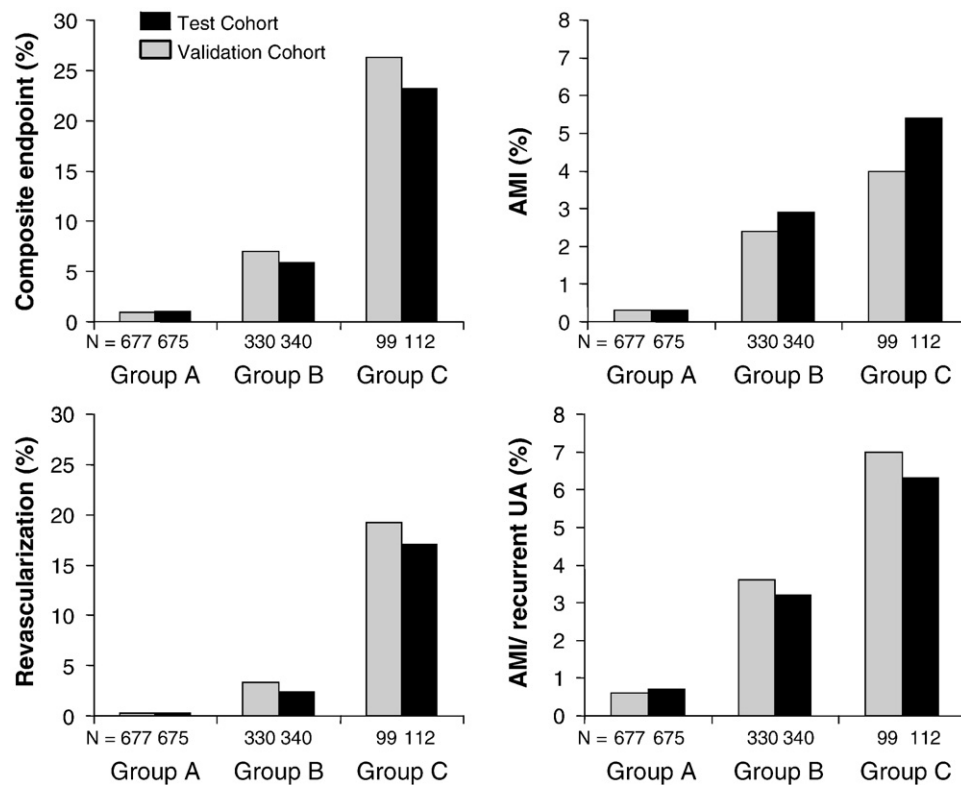 Composite endpoint (%)
30
25
20
15
10
5
0
Test Cohort
Validation Cohort
N = 677 675 330 340 99 112
Group A Group B Group C
AMI (%)
8
7
6
5
4
3
2
1
0
N = 677 675 330 340 99 112
Group A Group B Group C
Revascularization (%)
30
25
20
15
10
5
0
N = 677 675 330 340 99 112
Group A Group B Group C
AMI/ recurrent UA (%)
8
7
6
5
4
3
2
1
0
N = 677 675 330 340 99 112
Group A Group B Group C